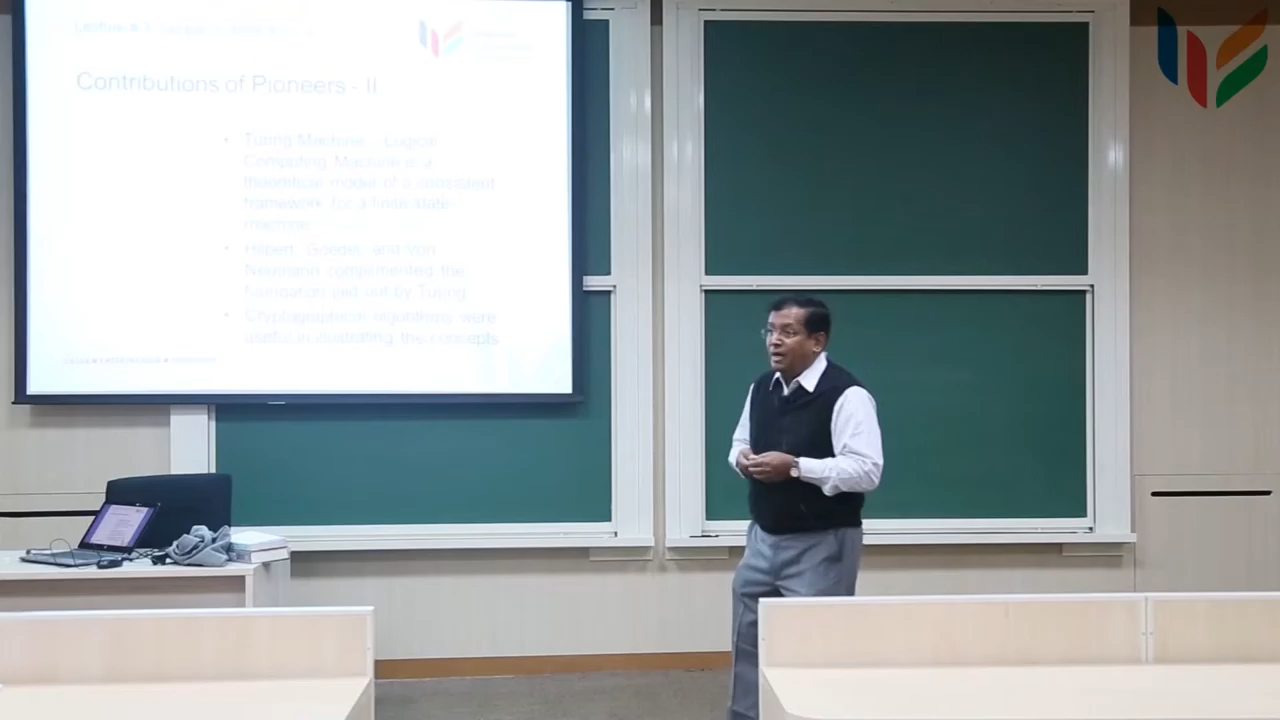 Contributions of Pioneers - II
• Turing Machine - Logical
Computing Machine is a
theoretical model of a consistent
framework for a finite state
machine
• Hilbert, Goedel and Von
Neumann complemented the
foundation laid out by Turing
• Cryptographical algorithms were
useful in illustrating the concepts